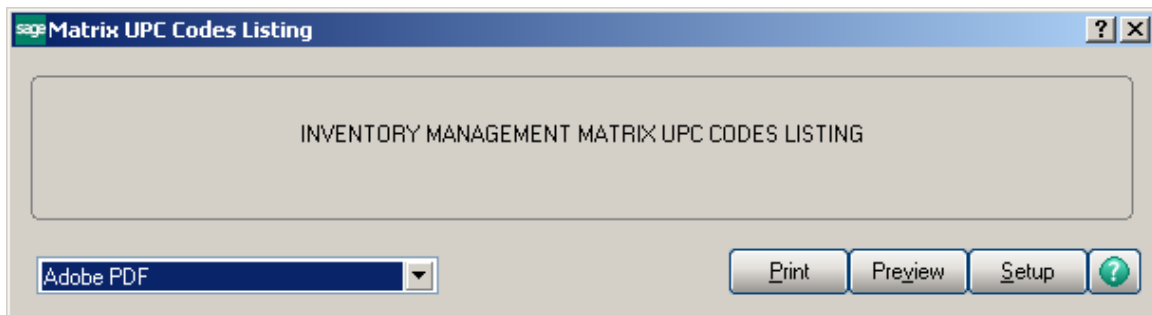 sage Matrix UPC Codes Listing ? X
INVENTORY MANAGEMENT MATRIX UPC CODES LISTING
Adobe PDF Print Preview Setup ?